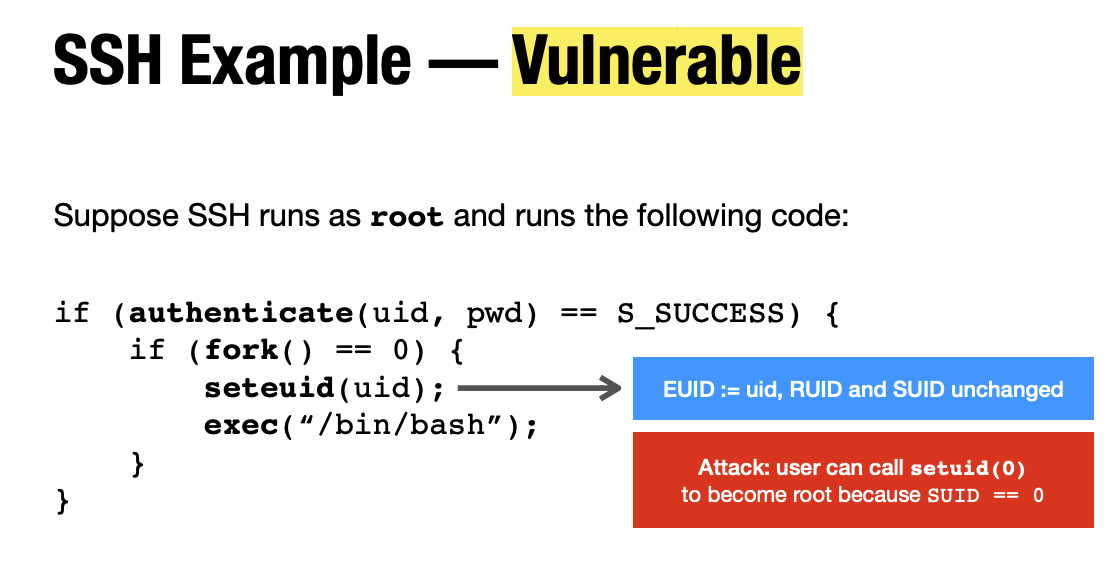 SSH Example — Vulnerable
Suppose SSH runs as root and runs the following code:
if (authenticate(uid, pwd) == S_SUCCESS) {
if (fork() == 0) {
seteuid(uid);
EUID := uid, RUID and SUID unchanged
exec(“/bin/bash”);
}
}
Attack: user can call setuid(0)
to become root because SUID == 0